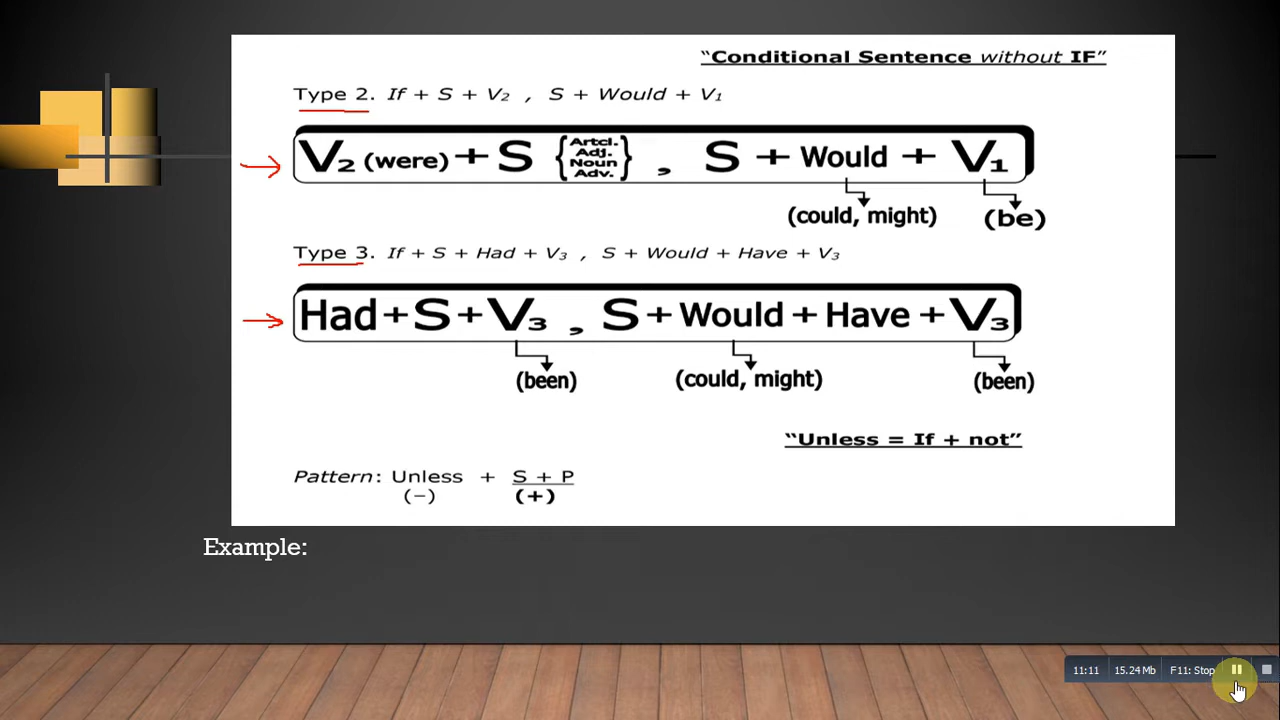 “Conditional Sentence without IF”
Type 2. If + S + V₂ , S + Would + V₁
V₂ (were) + S {Artcl. Adj. Noun Adv.} , S + Would + V₁
(could, might) (be)
Type 3. If + S + Had + V₃ , S + Would + Have + V₃
Had + S + V₃ , S + Would + Have + V₃
(been) (could, might) (been)
“Unless = If + not”
Pattern: Unless + S + P
(−) (+)
Example:
11:11 15.24 Mb F11: Stop